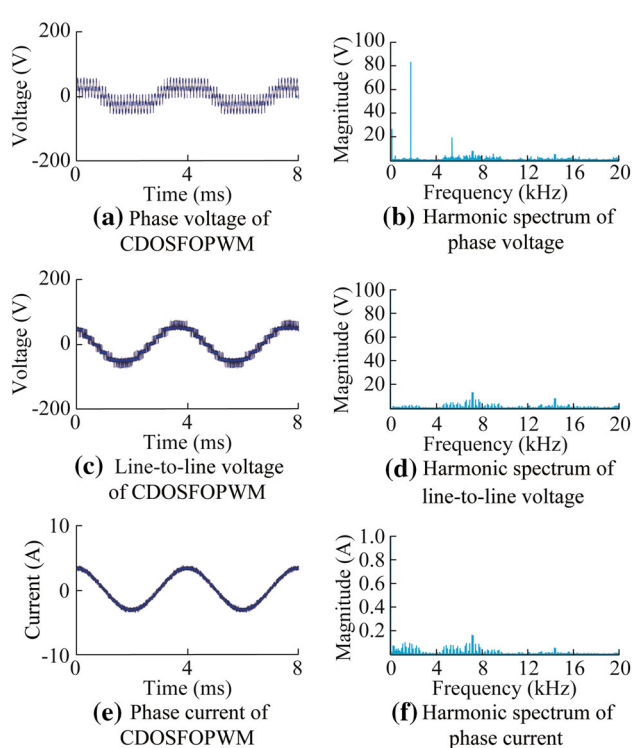 200
0
-200
Voltage (V)
0 4 8
Time (ms)
(a) Phase voltage of
CDOSFOPWM
100
80
60
40
20
Magnitude (V)
0 4 8 12 16 20
Frequency (kHz)
(b) Harmonic spectrum of
phase voltage
200
0
-200
Voltage (V)
0 4 8
Time (ms)
(c) Line-to-line voltage
of CDOSFOPWM
100
80
60
40
20
Magnitude (V)
0 4 8 12 16 20
Frequency (kHz)
(d) Harmonic spectrum of
line-to-line voltage
10
0
-10
Current (A)
0 4 8
Time (ms)
(e) Phase current of
CDOSFOPWM
1.0
0.8
0.6
0.4
0.2
Magnitude (A)
0 4 8 12 16 20
Frequency (kHz)
(f) Harmonic spectrum of
phase current